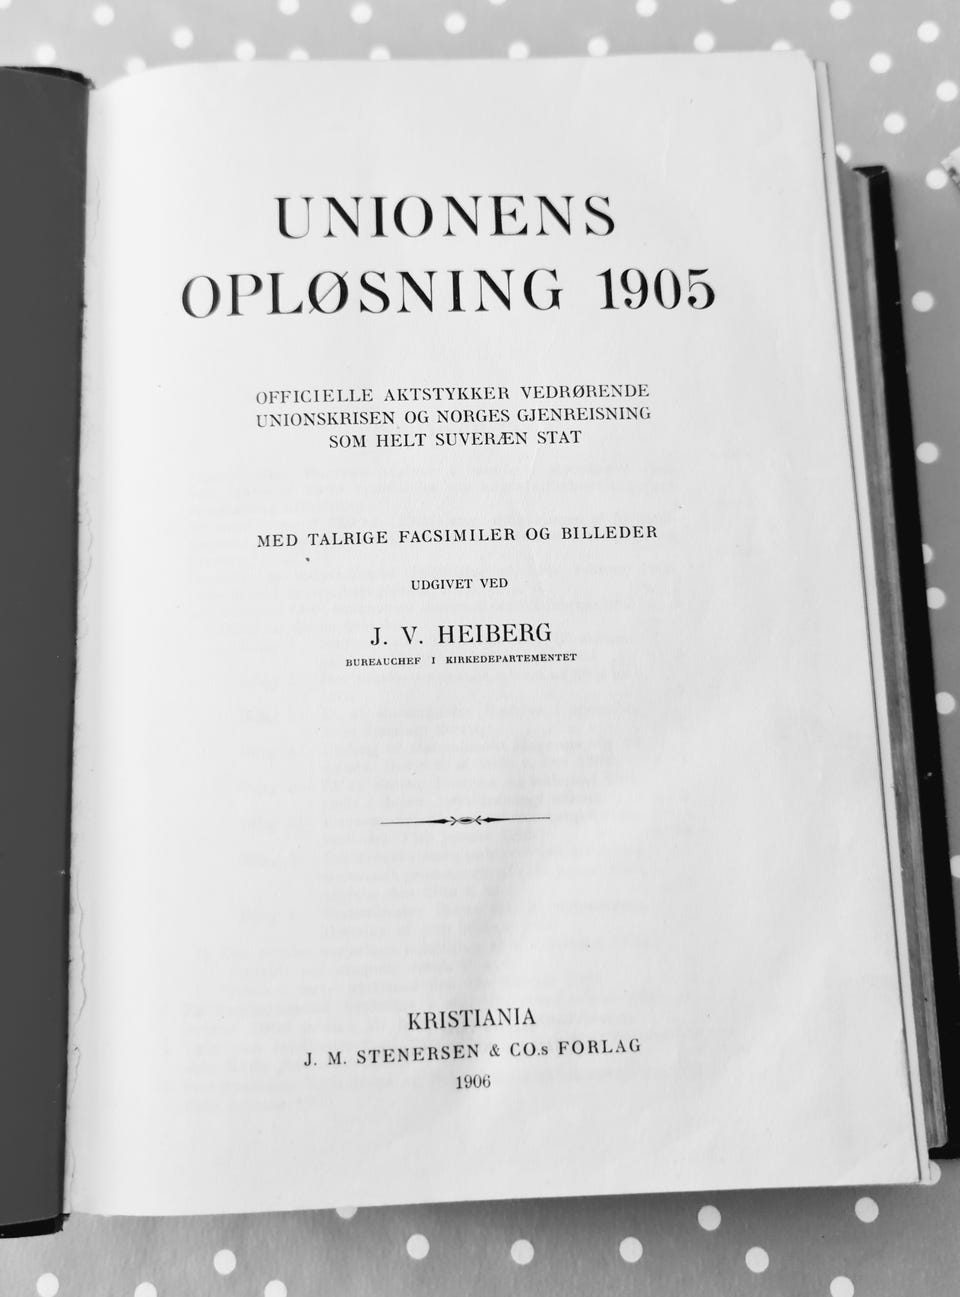 UNIONENS
OPLØSNING 1905
OFFICIELLE AKTSTYKKER VEDRØRENDE
UNIONSKRISEN OG NORGES GJENREISNING
SOM HELT SUVERÆN STAT
MED TALRIGE FACSIMILER OG BILLEDER
UDGIVET VED
J. V. HEIBERG
BUREAUCHEF I KIRKEDEPARTEMENTET
KRISTIANIA
J. M. STENERSEN & CO.s FORLAG
1906